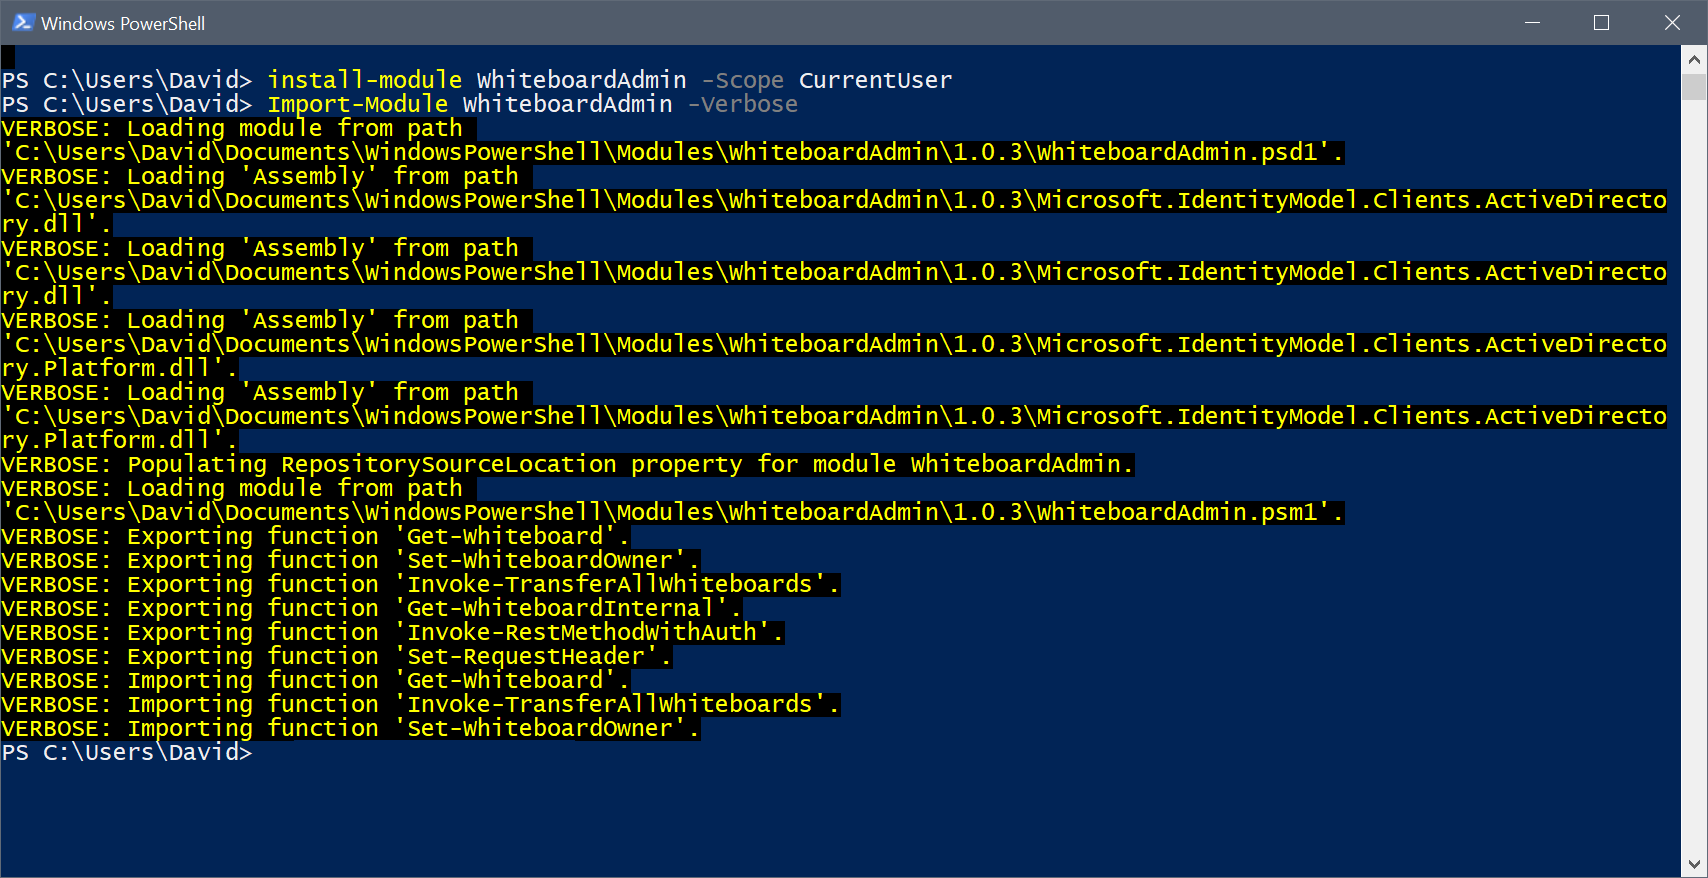 Windows PowerShell
PS C:\Users\David> install-module WhiteboardAdmin -Scope CurrentUser
PS C:\Users\David> Import-Module WhiteboardAdmin -Verbose
VERBOSE: Loading module from path
'C:\Users\David\Documents\WindowsPowerShell\Modules\WhiteboardAdmin\1.0.3\WhiteboardAdmin.psd1'.
VERBOSE: Loading 'Assembly' from path
'C:\Users\David\Documents\WindowsPowerShell\Modules\WhiteboardAdmin\1.0.3\Microsoft.IdentityModel.Clients.ActiveDirecto
ry.dll'.
VERBOSE: Loading 'Assembly' from path
'C:\Users\David\Documents\WindowsPowerShell\Modules\WhiteboardAdmin\1.0.3\Microsoft.IdentityModel.Clients.ActiveDirecto
ry.dll'.
VERBOSE: Loading 'Assembly' from path
'C:\Users\David\Documents\WindowsPowerShell\Modules\WhiteboardAdmin\1.0.3\Microsoft.IdentityModel.Clients.ActiveDirecto
ry.Platform.dll'.
VERBOSE: Loading 'Assembly' from path
'C:\Users\David\Documents\WindowsPowerShell\Modules\WhiteboardAdmin\1.0.3\Microsoft.IdentityModel.Clients.ActiveDirecto
ry.Platform.dll'.
VERBOSE: Populating RepositorySourceLocation property for module WhiteboardAdmin.
VERBOSE: Loading module from path
'C:\Users\David\Documents\WindowsPowerShell\Modules\WhiteboardAdmin\1.0.3\WhiteboardAdmin.psm1'.
VERBOSE: Exporting function 'Get-Whiteboard'.
VERBOSE: Exporting function 'Set-WhiteboardOwner'.
VERBOSE: Exporting function 'Invoke-TransferAllWhiteboards'.
VERBOSE: Exporting function 'Get-WhiteboardInternal'.
VERBOSE: Exporting function 'Invoke-RestMethodWithAuth'.
VERBOSE: Exporting function 'Set-RequestHeader'.
VERBOSE: Importing function 'Get-Whiteboard'.
VERBOSE: Importing function 'Invoke-TransferAllWhiteboards'.
VERBOSE: Importing function 'Set-WhiteboardOwner'.
PS C:\Users\David>